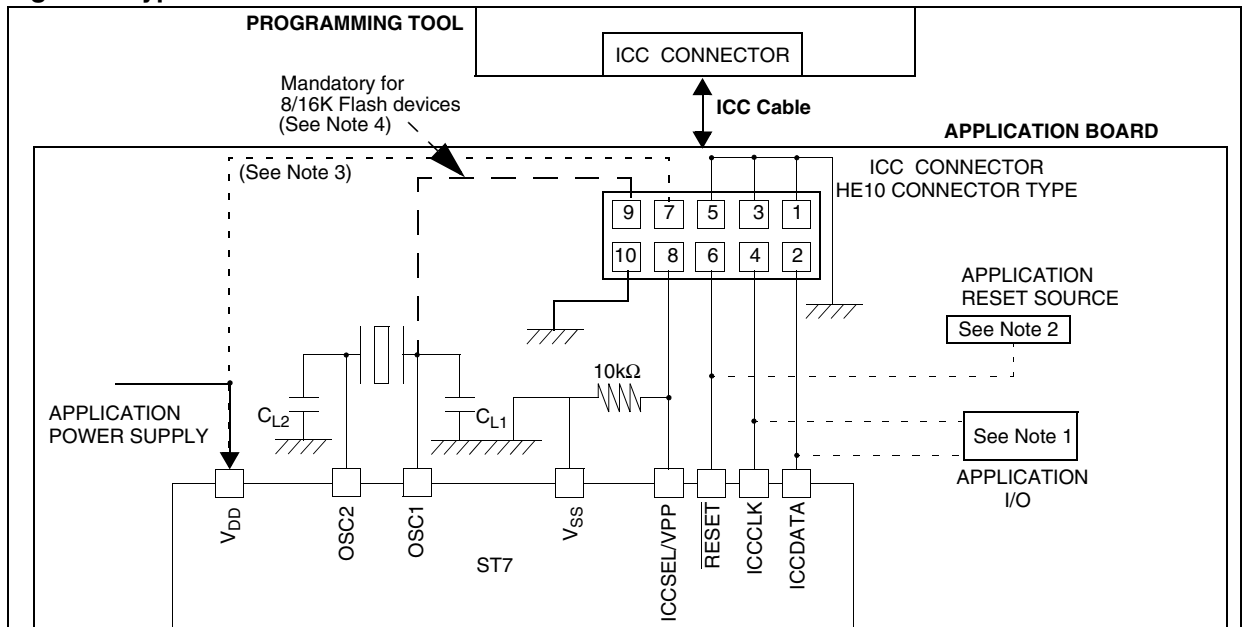 PROGRAMMING TOOL
ICC CONNECTOR
Mandatory for
8/16K Flash devices
(See Note 4)
ICC Cable
APPLICATION BOARD
(See Note 3)
ICC CONNECTOR
HE10 CONNECTOR TYPE
9 7 5 3 1
10 8 6 4 2
APPLICATION
RESET SOURCE
See Note 2
10kΩ
APPLICATION
POWER SUPPLY
CL2
CL1
See Note 1
APPLICATION
I/O
VDD
OSC2
OSC1
VSS
ICCSEL/VPP
RESET
ICCCLK
ICCDATA
ST7